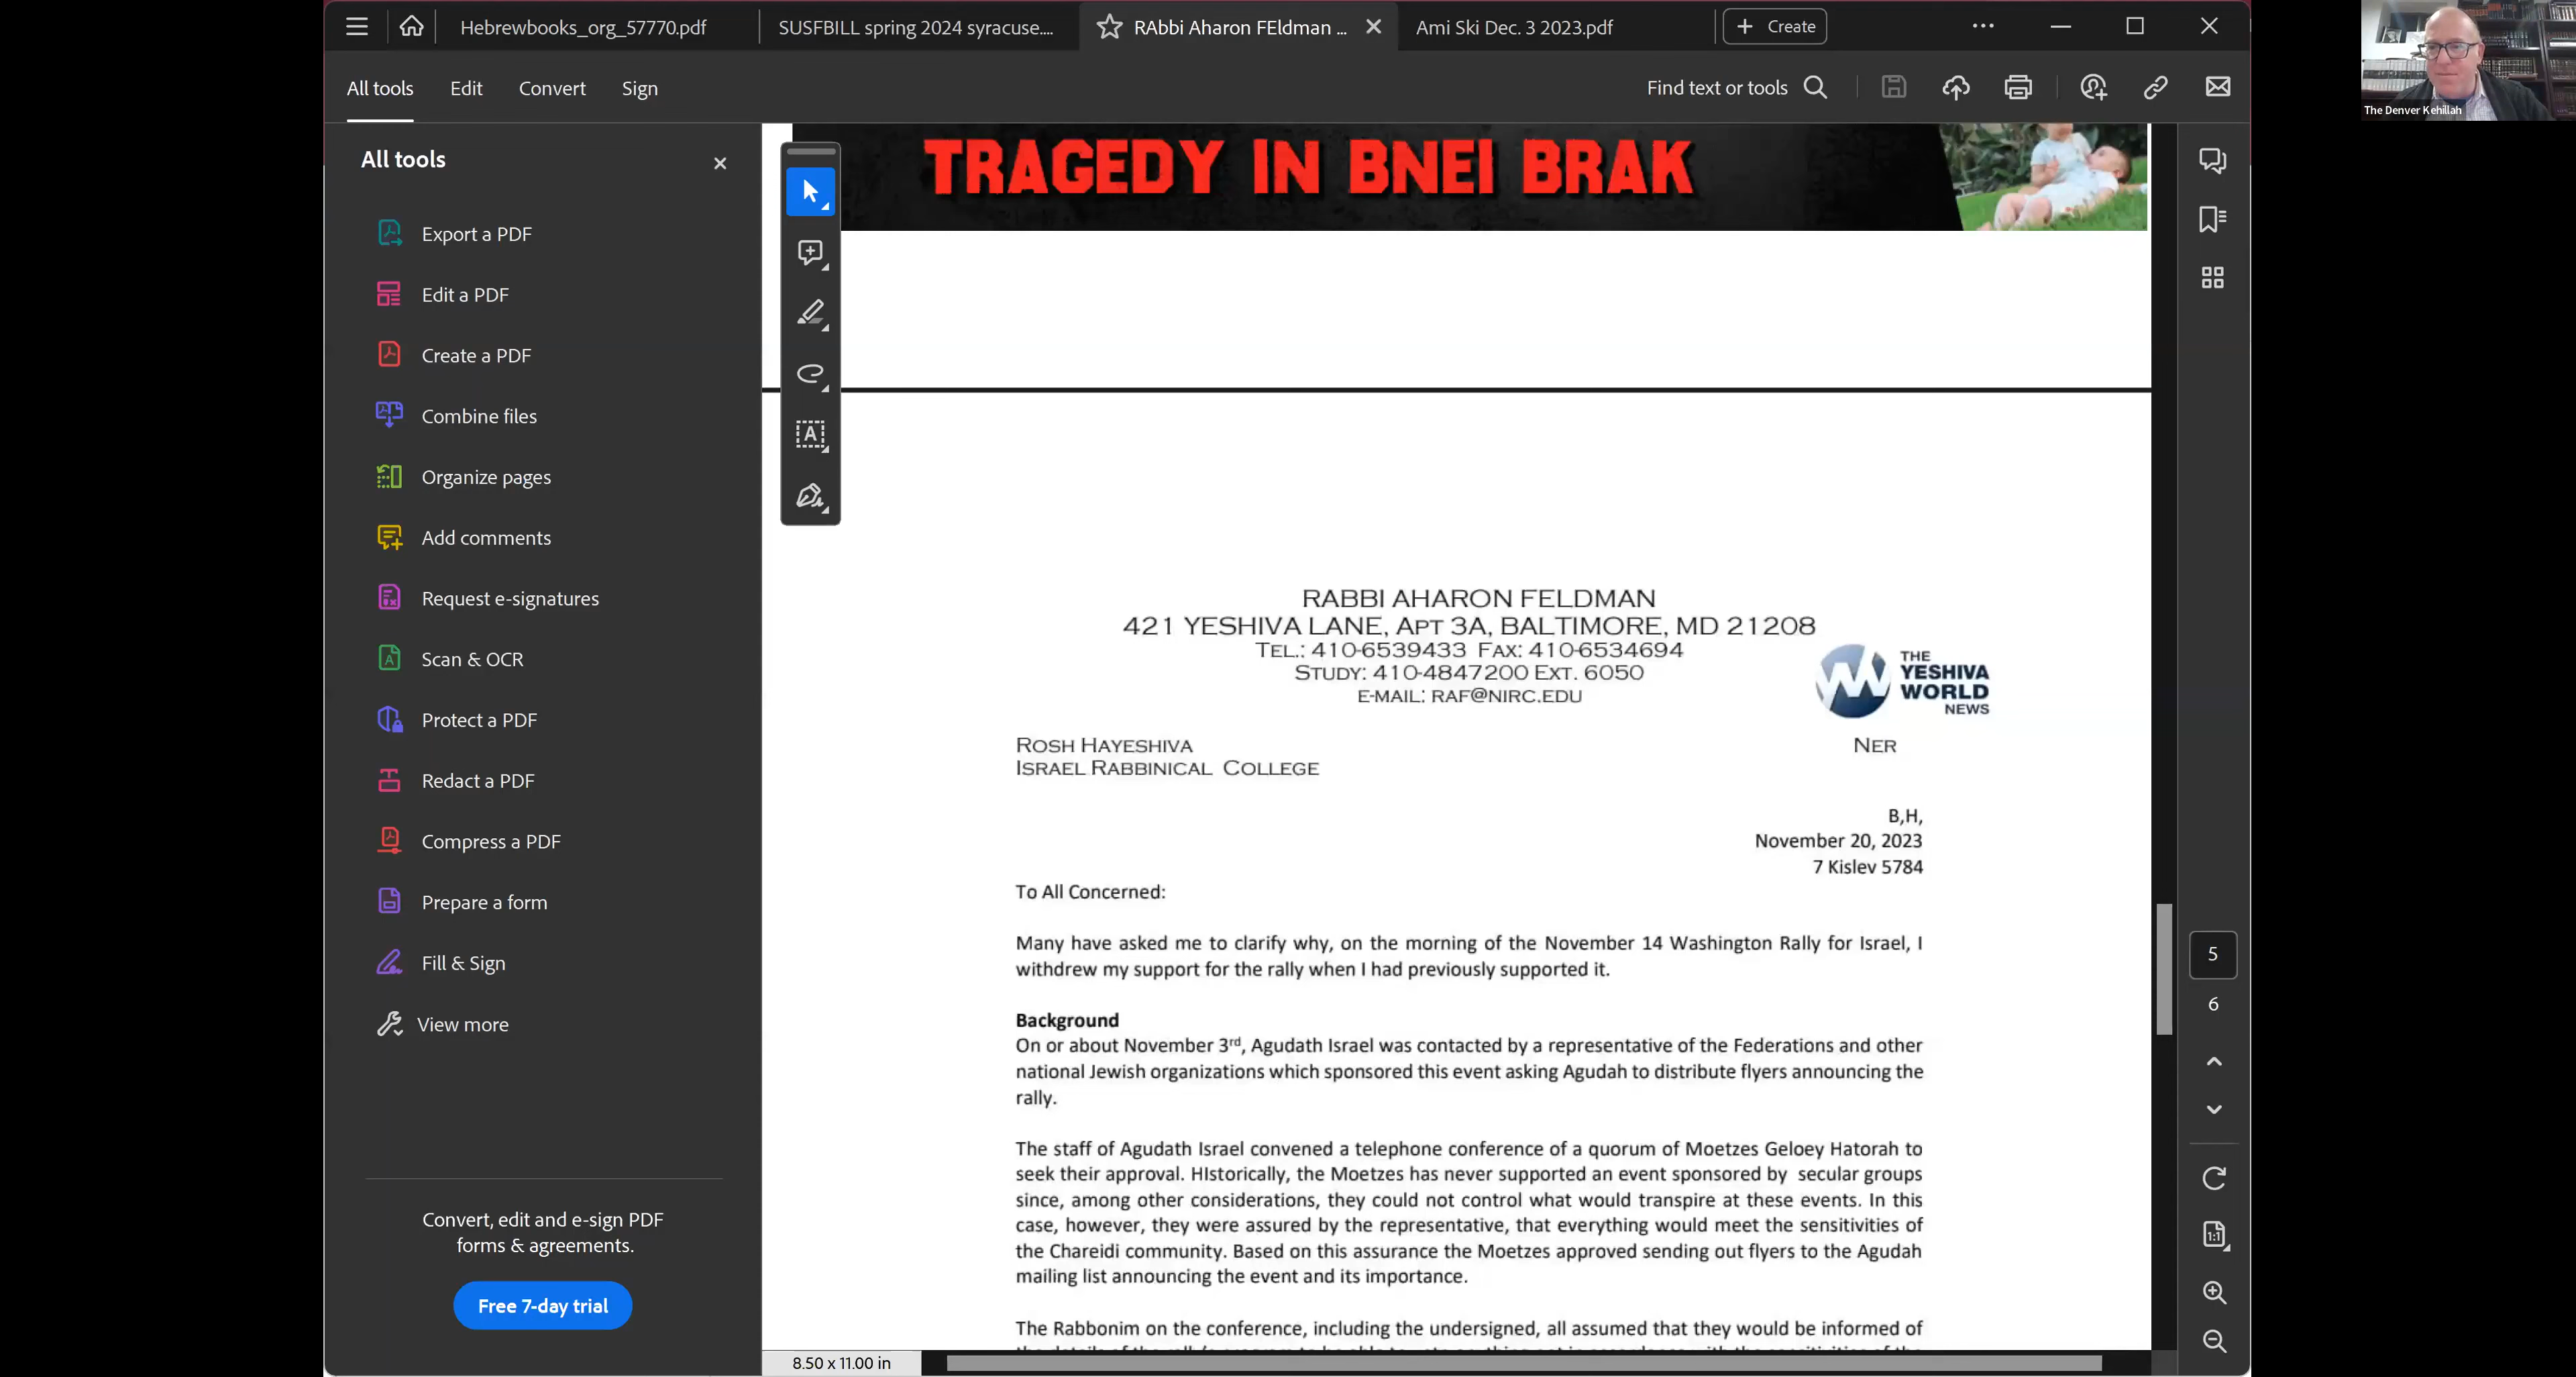 Hebrewbooks_org_57770.pdf
SUSFBILL spring 2024 syracuse....
RAbbi Aharon FEldman ...
Ami Ski Dec. 3 2023.pdf
Create
The Denver Kehillah
All tools
Edit
Convert
Sign
Find text or tools
All tools
Export a PDF
Edit a PDF
Create a PDF
Combine files
Organize pages
Add comments
Request e-signatures
Scan & OCR
Protect a PDF
Redact a PDF
Compress a PDF
Prepare a form
Fill & Sign
View more
Convert, edit and e-sign PDF
forms & agreements.
Free 7-day trial
TRAGEDY IN BNEI BRAK
RABBI AHARON FELDMAN
421 YESHIVA LANE, APT 3A, BALTIMORE, MD 21208
TEL.: 410-6539433 FAX: 410-6534694
STUDY: 410-4847200 EXT. 6050
E-MAIL: RAF@NIRC.EDU
THE
YESHIVA
WORLD
NEWS
ROSH HAYESHIVA NER
ISRAEL RABBINICAL COLLEGE
B,H,
November 20, 2023
7 Kislev 5784
To All Concerned:
Many have asked me to clarify why, on the morning of the November 14 Washington Rally for Israel, I
withdrew my support for the rally when I had previously supported it.
Background
On or about November 3rd, Agudath Israel was contacted by a representative of the Federations and other
national Jewish organizations which sponsored this event asking Agudah to distribute flyers announcing the
rally.
The staff of Agudath Israel convened a telephone conference of a quorum of Moetzes Geloey Hatorah to
seek their approval. HIstorically, the Moetzes has never supported an event sponsored by secular groups
since, among other considerations, they could not control what would transpire at these events. In this
case, however, they were assured by the representative, that everything would meet the sensitivities of
the Chareidi community. Based on this assurance the Moetzes approved sending out flyers to the Agudah
mailing list announcing the event and its importance.
The Rabbonim on the conference, including the undersigned, all assumed that they would be informed of
8.50 x 11.00 in
5
6
1:1